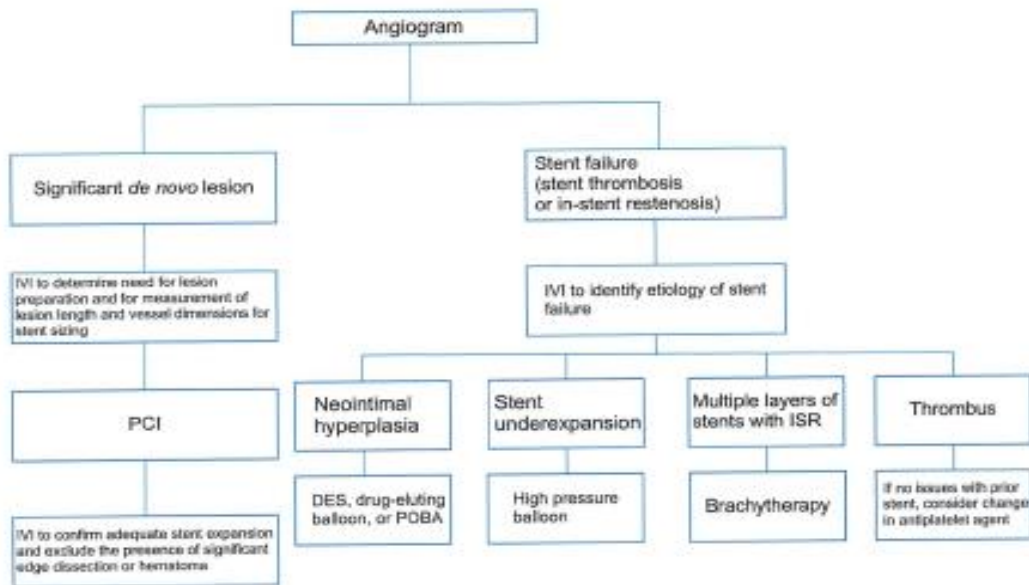 Angiogram
Significant de novo lesion
Stent failure
(stent thrombosis
or in-stent restenosis)
IVI to determine need for lesion
preparation and for measurement of
lesion length and vessel dimensions for
stent sizing
IVI to identify etiology of stent
failure
PCI
Neointimal
hyperplasia
Stent
underexpansion
Multiple layers of
stents with ISR
Thrombus
IVI to confirm adequate stent expansion
and exclude the presence of significant
edge dissection or hematoma
DES, drug-eluting
balloon, or POBA
High pressure
balloon
Brachytherapy
If no issues with prior
stent, consider change
in antiplatelet agent